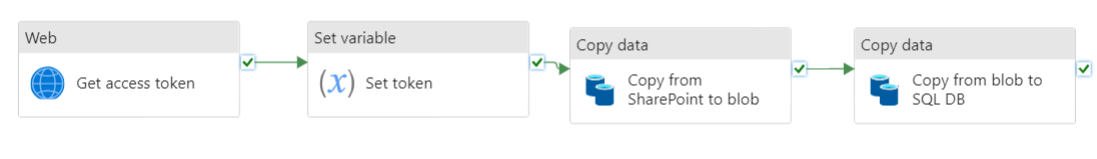 Web
Get access token
Set variable
(x) Set token
Copy data
Copy from
SharePoint to blob
Copy data
Copy from blob to
SQL DB